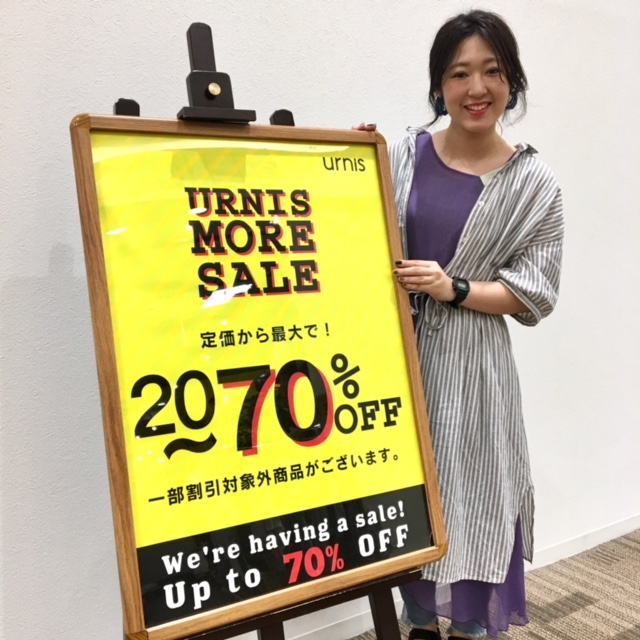 urnis
URNIS
MORE
SALE
定価から最大で!
20~70%OFF
一部割引対象外商品がございます。
We're having a sale!
Up to 70% OFF